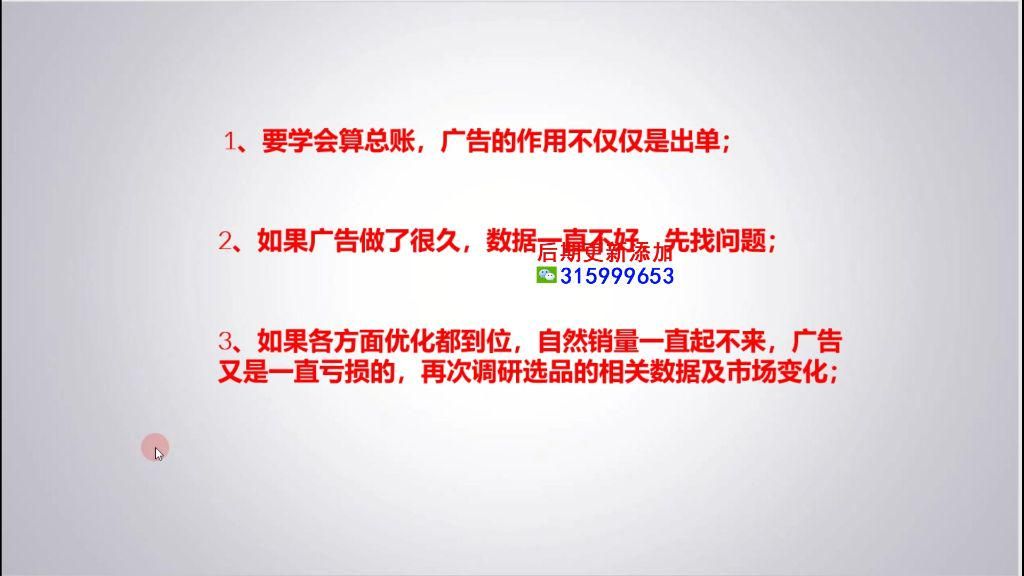 1、要学会算总账，广告的作用不仅仅是出单；
2、如果广告做了很久，数据一直不好，先找问题；
后期更新添加
315999653
3、如果各方面优化都到位，自然销量一直起不来，广告
又是一直亏损的，再次调研选品的相关数据及市场变化；